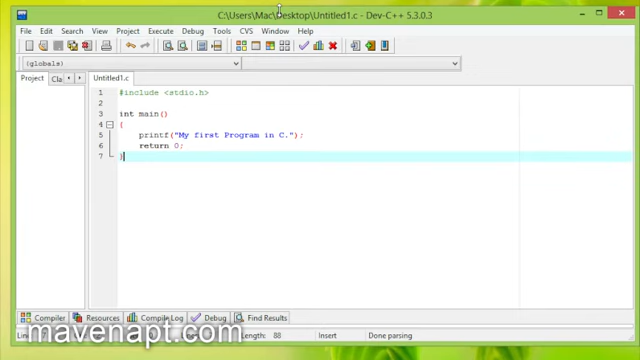 C:\Users\Mac\Desktop\Untitled1.c - Dev-C++ 5.3.0.3
File Edit Search View Project Execute Debug Tools CVS Window Help
(globals)
Project Cla Untitled1.c
1 #include <stdio.h>
2
3 int main()
4 {
5 printf("My first Program in C.");
6 return 0;
7 }
Compiler Resources Compile Log Debug Find Results
mavenapt.com
Length: 88 Insert Done parsing